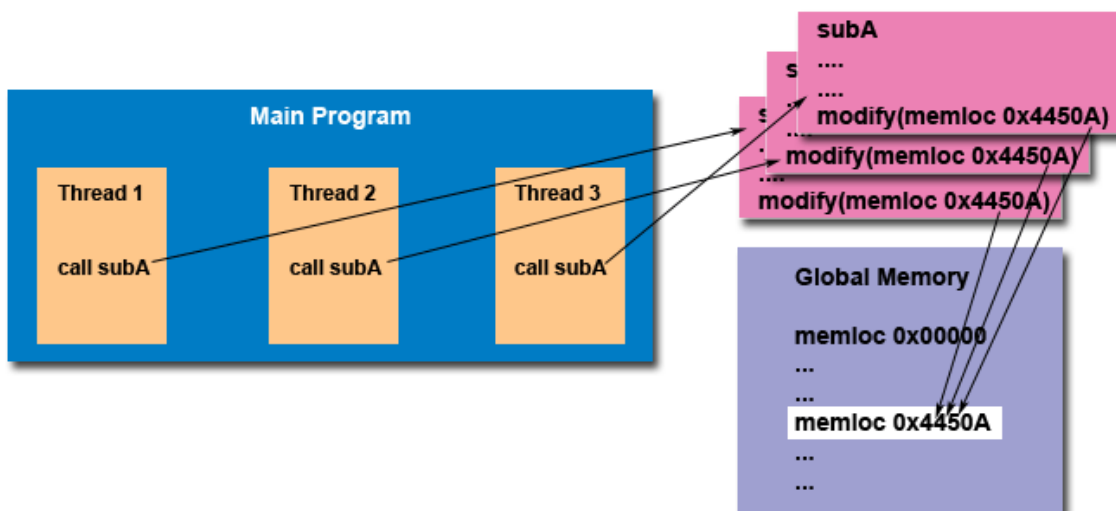 Main Program
Thread 1
call subA
Thread 2
call subA
Thread 3
call subA
subA
....
....
modify(memloc 0x4450A)
s
..
....
modify(memloc 0x4450A)
s
.
....
modify(memloc 0x4450A)
Global Memory
memloc 0x00000
...
...
memloc 0x4450A
...
...